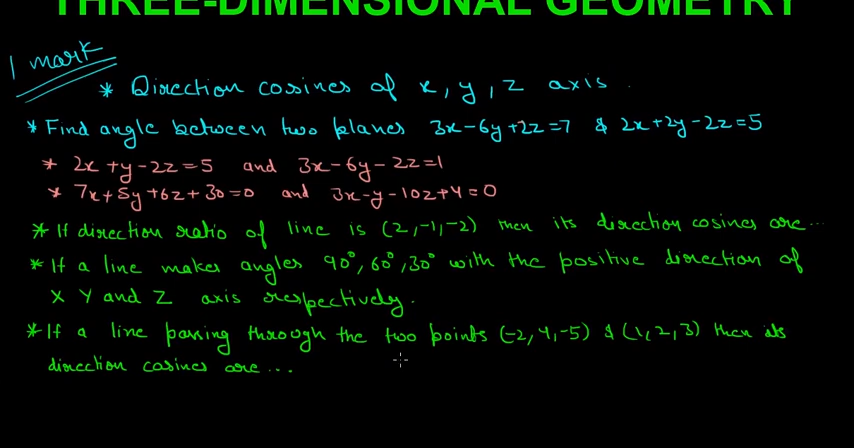 THREE-DIMENSIONAL GEOMETRY
1 mark
* Direction cosines of x, y, z axis.
* Find angle between two planes 3x-6y+2z=7 & 2x+2y-2z=5
* 2x+y-2z=5 and 3x-6y-2z=1
* 7x+5y+6z+30=0 and 3x-y-10z+4=0
* If direction ratio of line is (2,-1,-2) then its direction cosines are...
* If a line makes angles 90°, 60°, 30° with the positive direction of
X Y and Z axis respectively.
* If a line passing through the two points (-2,4,-5) & (1,2,3) then its
direction cosines are...